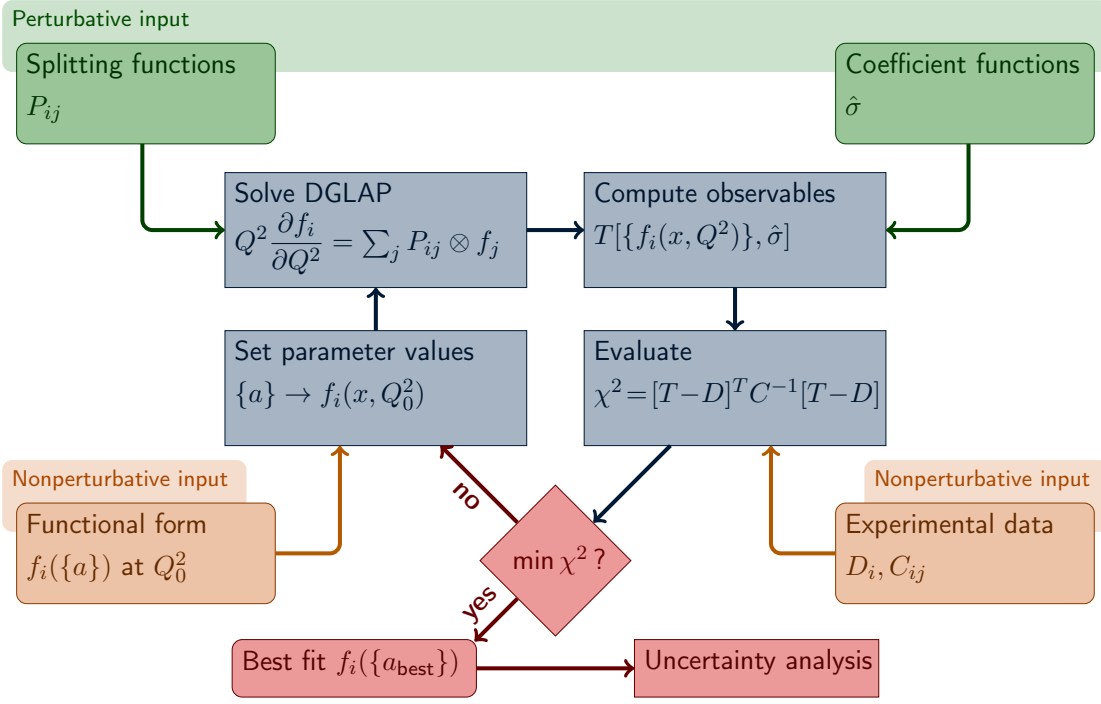 Perturbative input
Splitting functions
$P_{ij}$
Coefficient functions
$\hat{\sigma}$
Solve DGLAP
$Q^2 \frac{\partial f_i}{\partial Q^2} = \sum_j P_{ij} \otimes f_j$
Compute observables
$T[\{f_i(x, Q^2)\}, \hat{\sigma}]$
Set parameter values
$\{a\} \to f_i(x, Q_0^2)$
Evaluate
$\chi^2 = [T-D]^T C^{-1} [T-D]$
Nonperturbative input
Functional form
$f_i(\{a\})$ at $Q_0^2$
no
min $\chi^2$ ?
yes
Nonperturbative input
Experimental data
$D_i, C_{ij}$
Best fit $f_i(\{a_{\text{best}}\})$
Uncertainty analysis